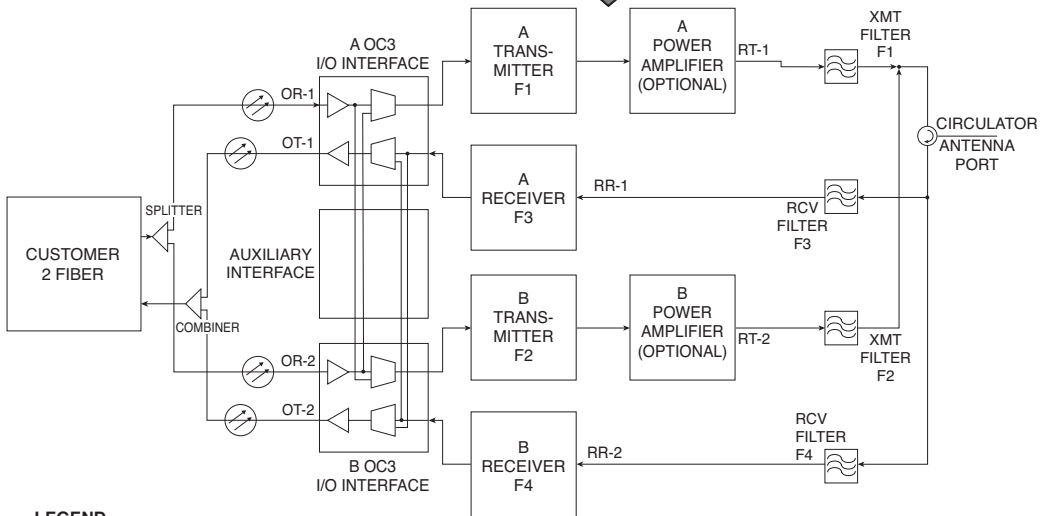 A OC3
I/O INTERFACE
OR-1
OT-1
A
TRANS-
MITTER
F1
A
POWER
AMPLIFIER
(OPTIONAL)
RT-1
XMT
FILTER
F1
CIRCULATOR
ANTENNA
PORT
A
RECEIVER
F3
RR-1
RCV
FILTER
F3
CUSTOMER
2 FIBER
SPLITTER
COMBINER
AUXILIARY
INTERFACE
B
TRANS-
MITTER
F2
B
POWER
AMPLIFIER
(OPTIONAL)
RT-2
XMT
FILTER
F2
OR-2
OT-2
B OC3
I/O INTERFACE
B
RECEIVER
F4
RR-2
RCV
FILTER
F4